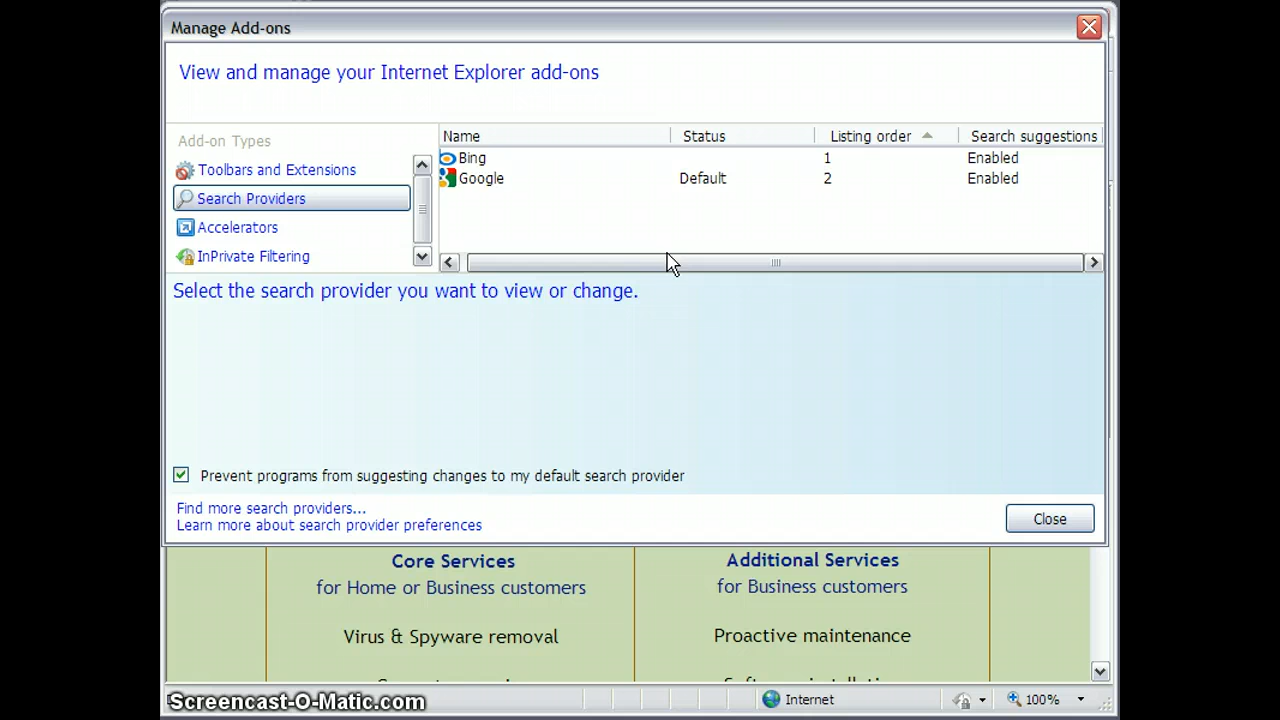 Manage Add-ons
View and manage your Internet Explorer add-ons
Add-on Types
Toolbars and Extensions
Search Providers
Accelerators
InPrivate Filtering
Name Status Listing order Search suggestions
Bing 1 Enabled
Google Default 2 Enabled
Select the search provider you want to view or change.
Prevent programs from suggesting changes to my default search provider
Find more search providers...
Learn more about search provider preferences
Close
Core Services
for Home or Business customers
Virus & Spyware removal
Additional Services
for Business customers
Proactive maintenance
Screencast-O-Matic.com
Internet
100%